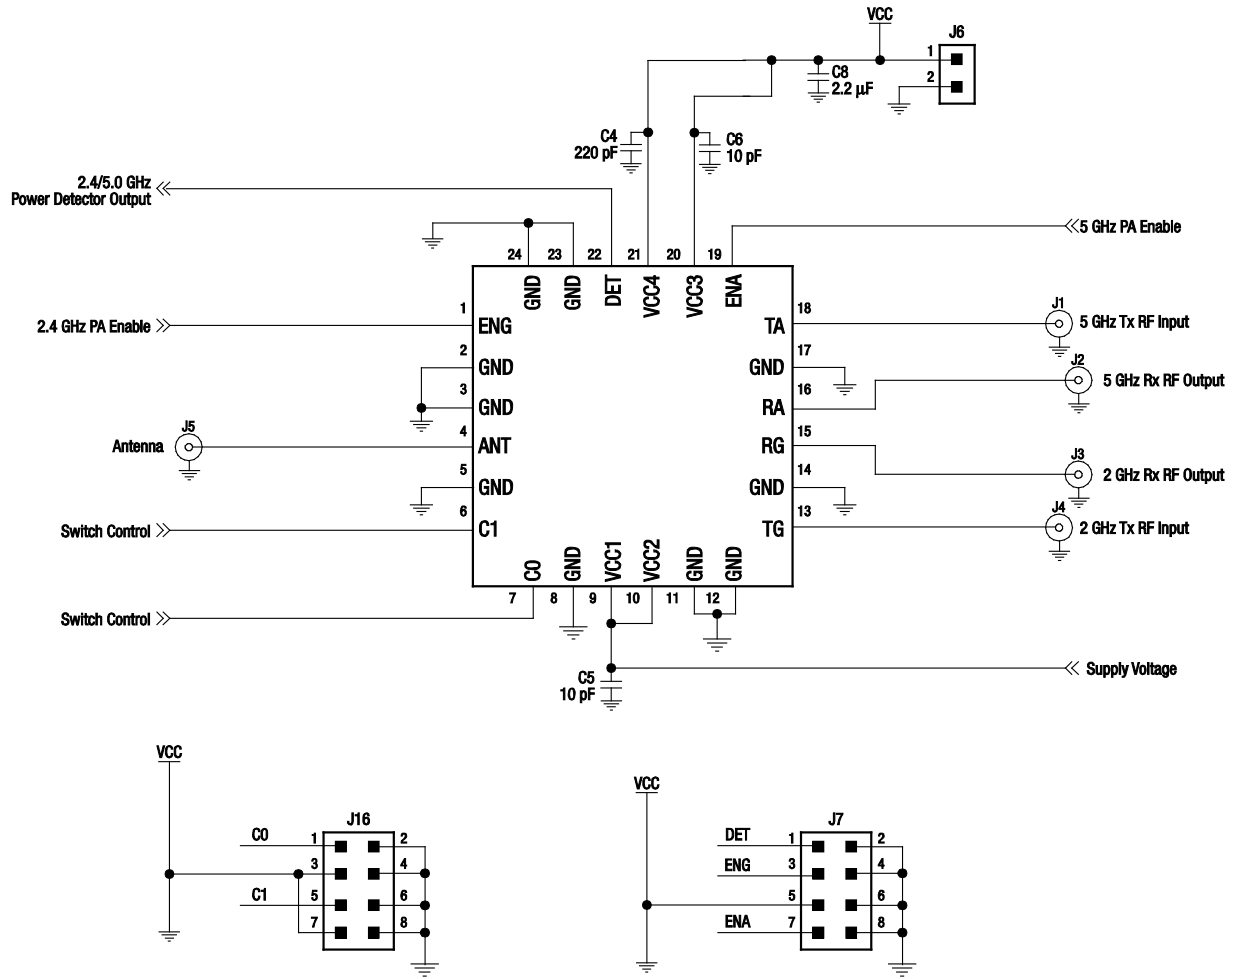 VCC
J6
1
2
C8
2.2 µF
C4
220 pF
C6
10 pF
2.4/5.0 GHz
Power Detector Output
5 GHz PA Enable
24
23
22
21
20
19
GND
GND
DET
VCC4
VCC3
ENA
2.4 GHz PA Enable
1
ENG
2
GND
3
GND
Antenna
J5
4
ANT
5
GND
Switch Control
6
C1
18
TA
J1
5 GHz Tx RF Input
17
GND
16
RA
J2
5 GHz Rx RF Output
15
RG
J3
2 GHz Rx RF Output
14
GND
13
TG
J4
2 GHz Tx RF Input
C0
GND
VCC1
VCC2
GND
GND
7
8
9
10
11
12
Switch Control
Supply Voltage
C5
10 pF
VCC
J16
C0
1
2
3
4
C1
5
6
7
8
VCC
J7
DET
1
2
ENG
3
4
5
6
ENA
7
8